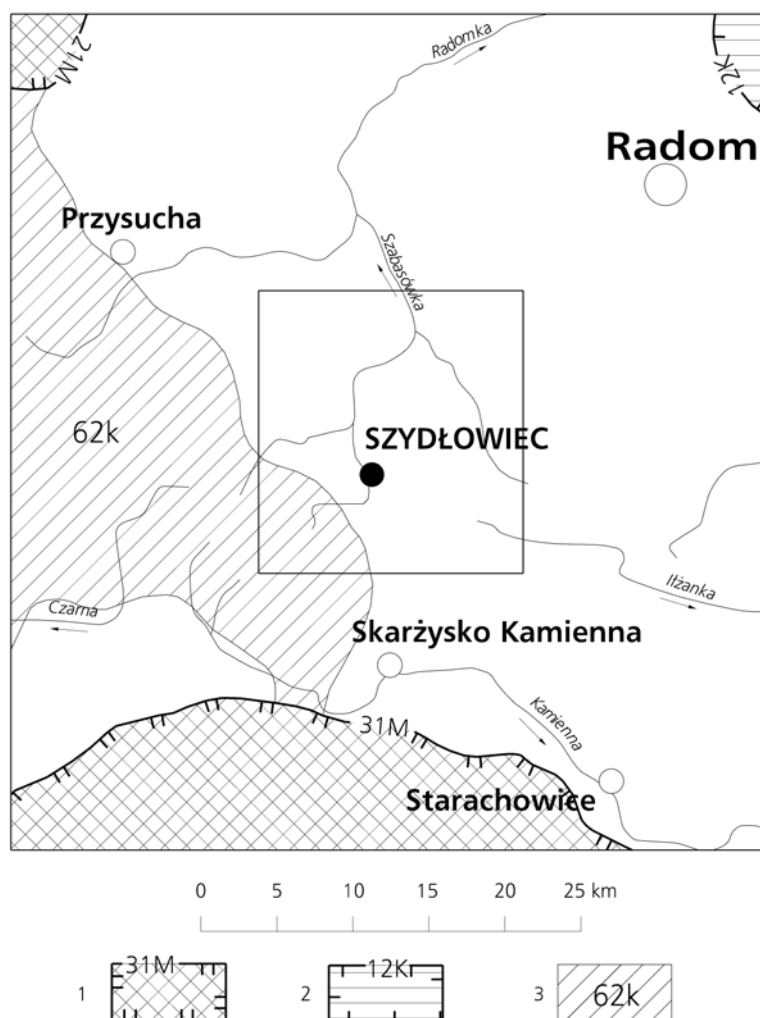 Radomka
21M
12K
Radom
Przysucha
Szabasówka
62k
SZYDŁOWIEC
Iłżanka
Czarna
Skarżysko Kamienna
Kamienna
31M
Starachowice
0 5 10 15 20 25 km
1 31M 2 12K 3 62k